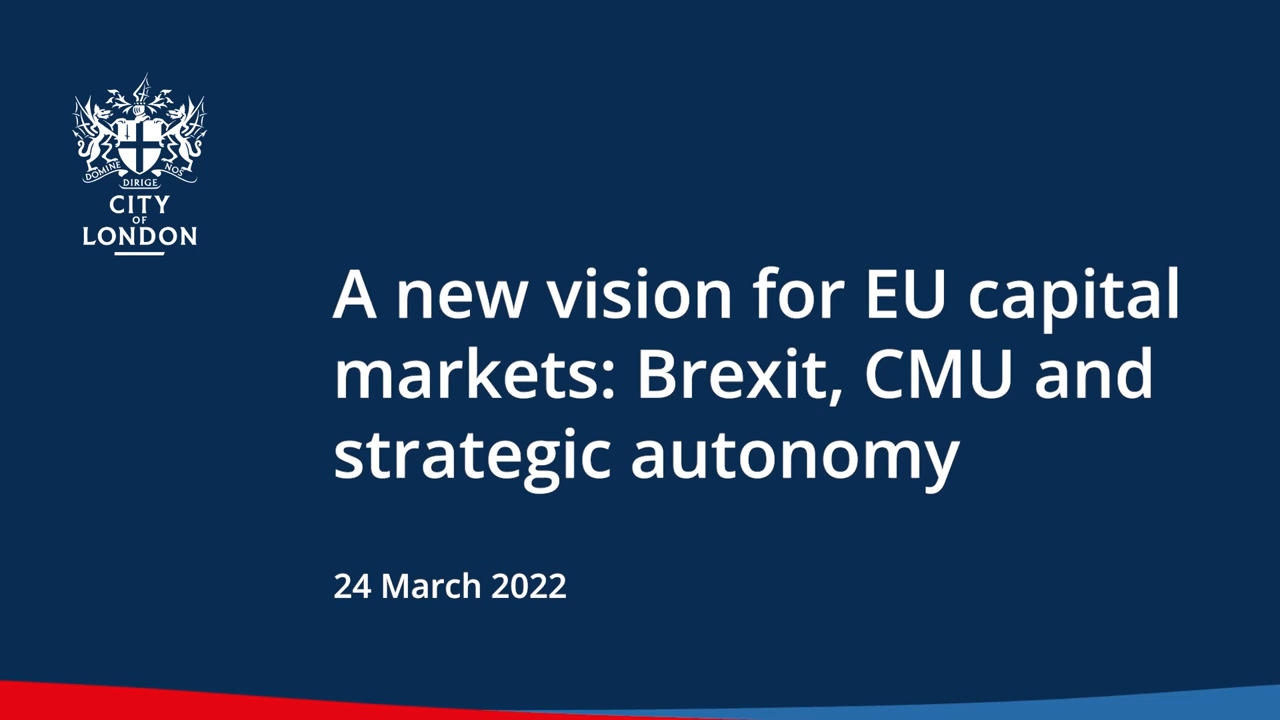 DOMINE DIRIGE NOS
CITY
OF
LONDON
A new vision for EU capital
markets: Brexit, CMU and
strategic autonomy
24 March 2022